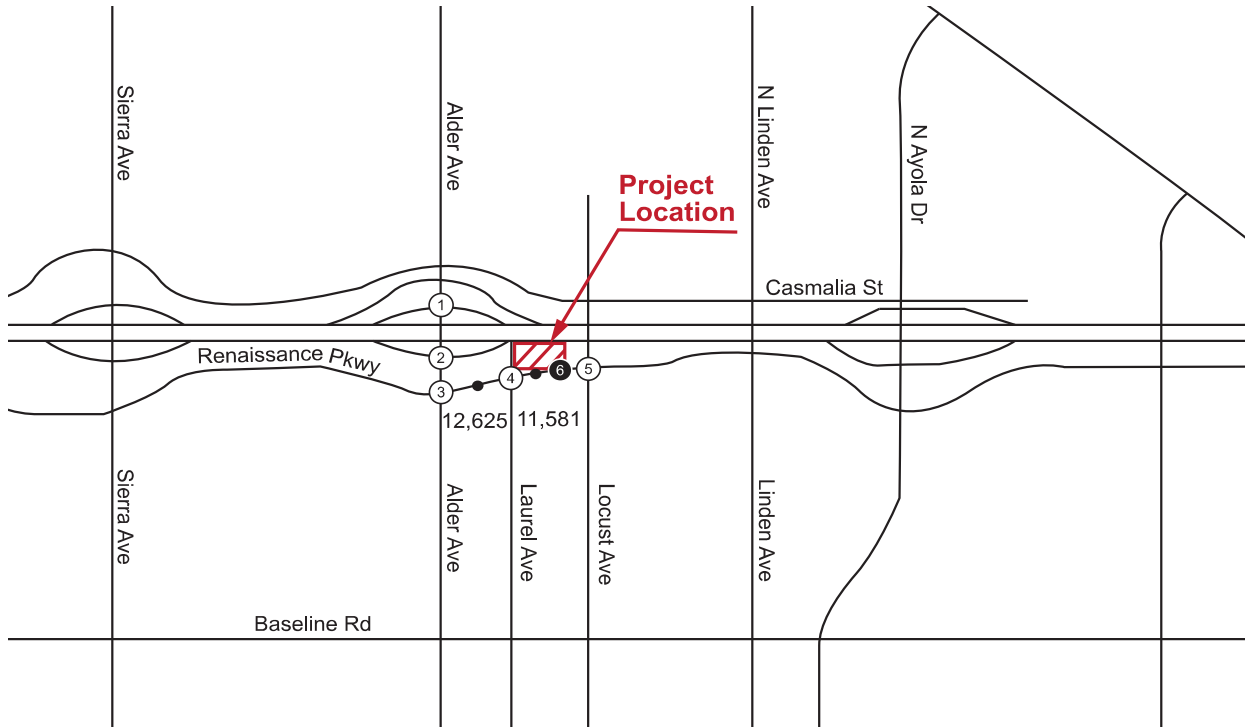 Sierra Ave
Alder Ave
N Linden Ave
N Ayola Dr
Project
Location
Casmalia St
1
Renaissance Pkwy
2
3
4
6
5
12,625
11,581
Sierra Ave
Alder Ave
Laurel Ave
Locust Ave
Linden Ave
Baseline Rd